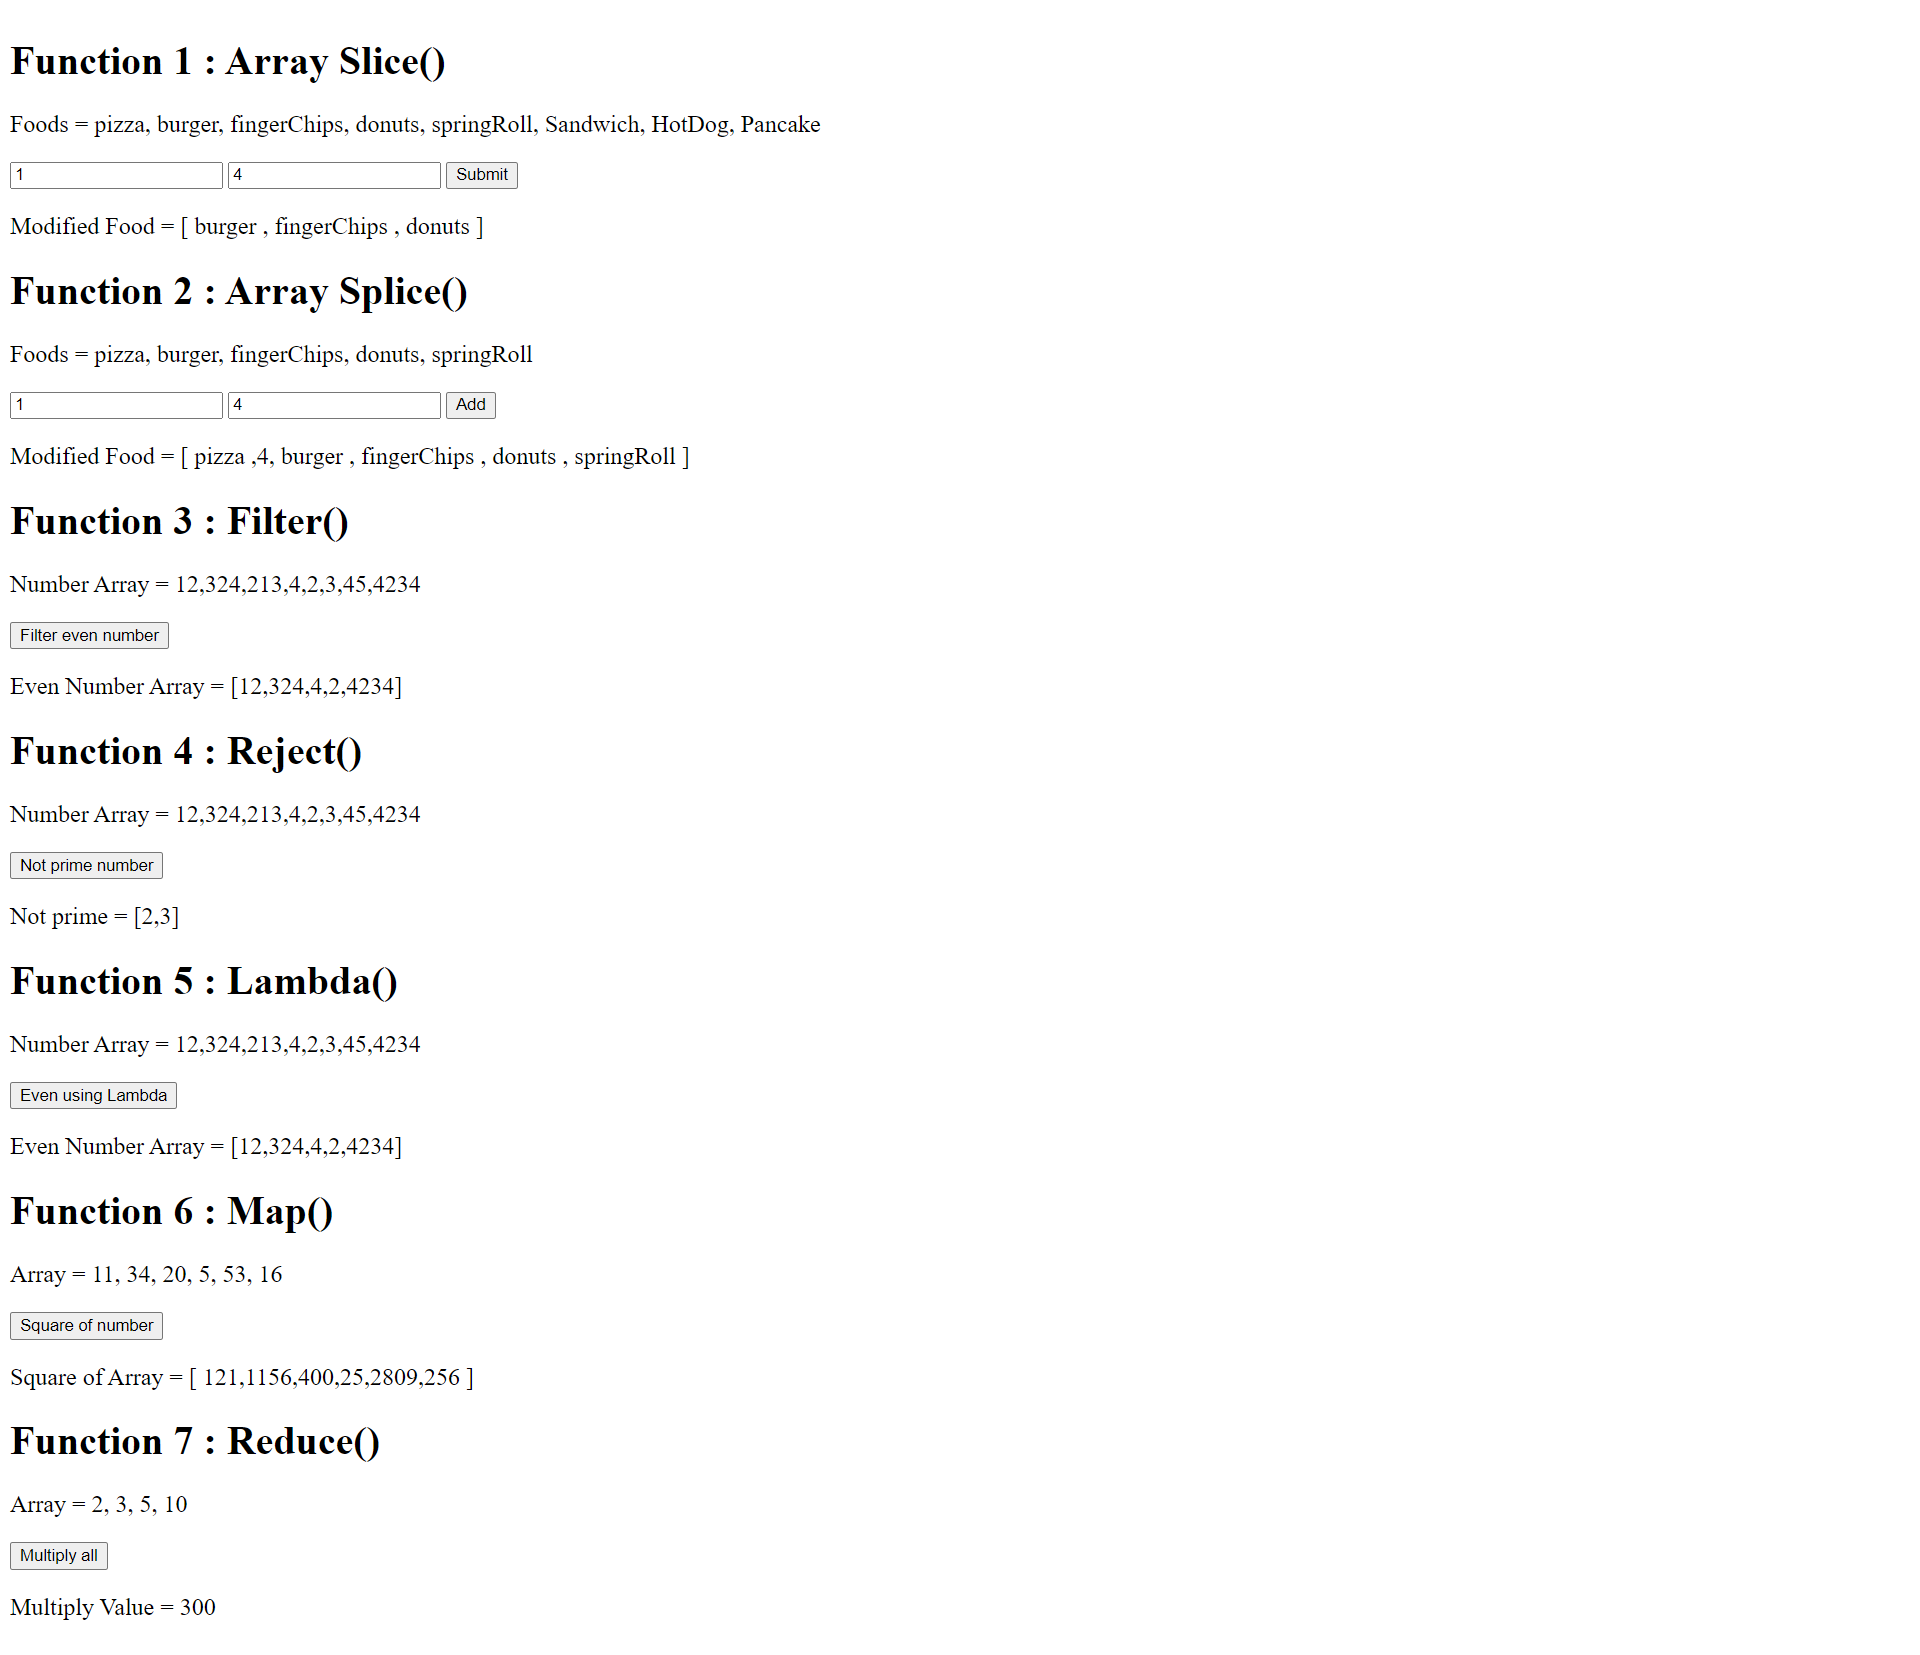 Function 1 : Array Slice()
Foods = pizza, burger, fingerChips, donuts, springRoll, Sandwich, HotDog, Pancake
1 4 Submit
Modified Food = [ burger , fingerChips , donuts ]
Function 2 : Array Splice()
Foods = pizza, burger, fingerChips, donuts, springRoll
1 4 Add
Modified Food = [ pizza ,4, burger , fingerChips , donuts , springRoll ]
Function 3 : Filter()
Number Array = 12,324,213,4,2,3,45,4234
Filter even number
Even Number Array = [12,324,4,2,4234]
Function 4 : Reject()
Number Array = 12,324,213,4,2,3,45,4234
Not prime number
Not prime = [2,3]
Function 5 : Lambda()
Number Array = 12,324,213,4,2,3,45,4234
Even using Lambda
Even Number Array = [12,324,4,2,4234]
Function 6 : Map()
Array = 11, 34, 20, 5, 53, 16
Square of number
Square of Array = [ 121,1156,400,25,2809,256 ]
Function 7 : Reduce()
Array = 2, 3, 5, 10
Multiply all
Multiply Value = 300